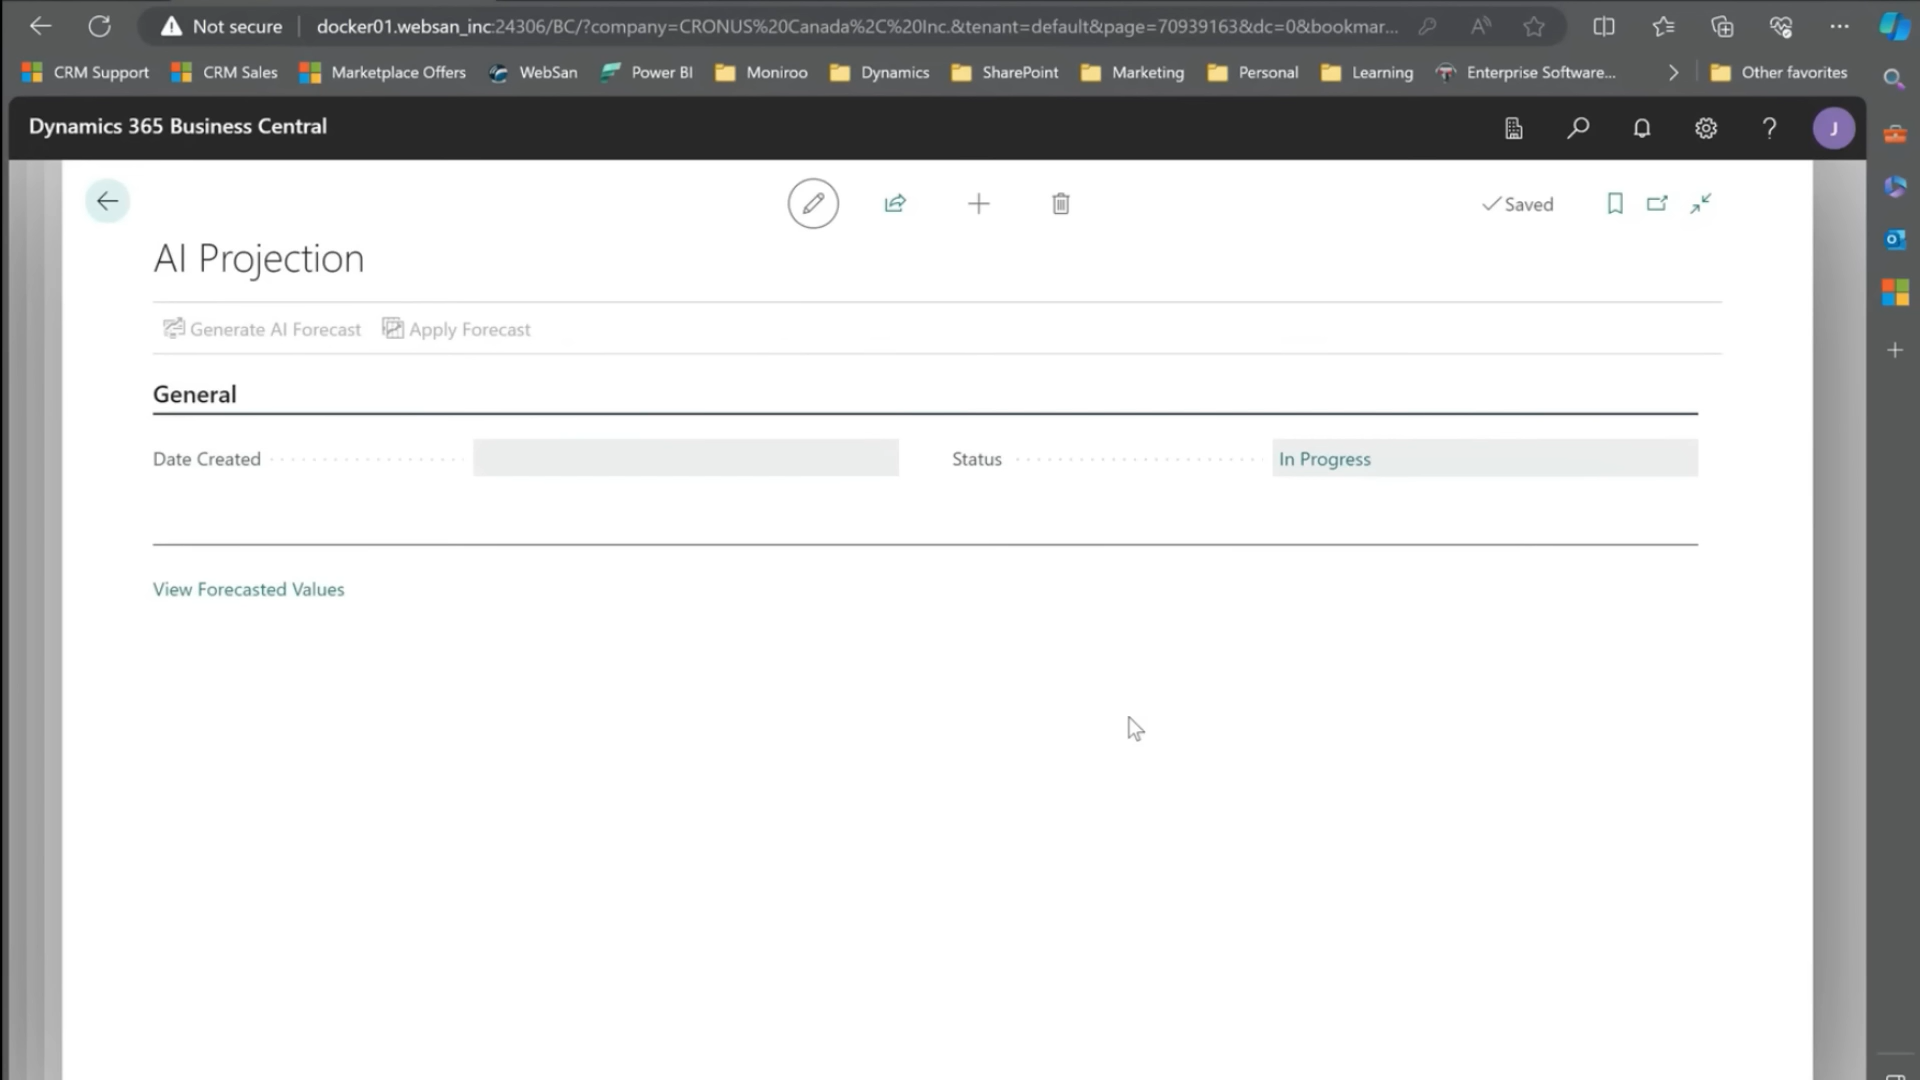 Not secure docker01.websan_inc:24306/BC/?company=CRONUS%20Canada%2C%20Inc.&tenant=default&page=70939163&dc=0&bookmar...
CRM Support CRM Sales Marketplace Offers WebSan Power BI Moniroo Dynamics SharePoint Marketing Personal Learning Enterprise Software... Other favorites
Dynamics 365 Business Central
J
Saved
AI Projection
Generate AI Forecast Apply Forecast
General
Date Created Status In Progress
View Forecasted Values